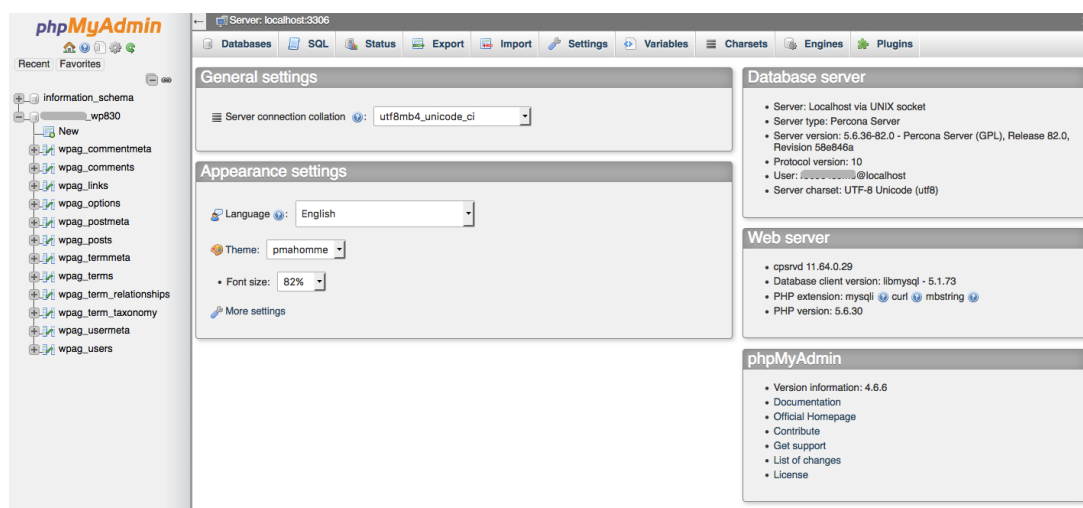 phpMyAdmin
Recent Favorites
information_schema
_wp830
New
wpag_commentmeta
wpag_comments
wpag_links
wpag_options
wpag_postmeta
wpag_posts
wpag_termmeta
wpag_terms
wpag_term_relationships
wpag_term_taxonomy
wpag_usermeta
wpag_users
← Server: localhost:3306
Databases SQL Status Export Import Settings Variables Charsets Engines Plugins
General settings
Server connection collation : utf8mb4_unicode_ci
Appearance settings
Language : English
Theme: pmahomme
• Font size: 82%
More settings
Database server
• Server: Localhost via UNIX socket
• Server type: Percona Server
• Server version: 5.6.36-82.0 - Percona Server (GPL), Release 82.0,
Revision 58e846a
• Protocol version: 10
• User: @localhost
• Server charset: UTF-8 Unicode (utf8)
Web server
• cpsrvd 11.64.0.29
• Database client version: libmysql - 5.1.73
• PHP extension: mysqli curl mbstring
• PHP version: 5.6.30
phpMyAdmin
• Version information: 4.6.6
• Documentation
• Official Homepage
• Contribute
• Get support
• List of changes
• License